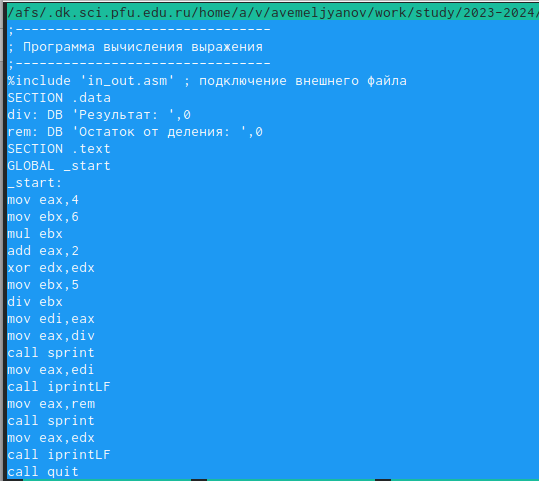 /afs/.dk.sci.pfu.edu.ru/home/a/v/avemeljyanov/work/study/2023-2024/
;--------------------------------
; Программа вычисления выражения
;--------------------------------
%include 'in_out.asm' ; подключение внешнего файла
SECTION .data
div: DB 'Результат: ',0
rem: DB 'Остаток от деления: ',0
SECTION .text
GLOBAL _start
_start:
mov eax,4
mov ebx,6
mul ebx
add eax,2
xor edx,edx
mov ebx,5
div ebx
mov edi,eax
mov eax,div
call sprint
mov eax,edi
call iprintLF
mov eax,rem
call sprint
mov eax,edx
call iprintLF
call quit